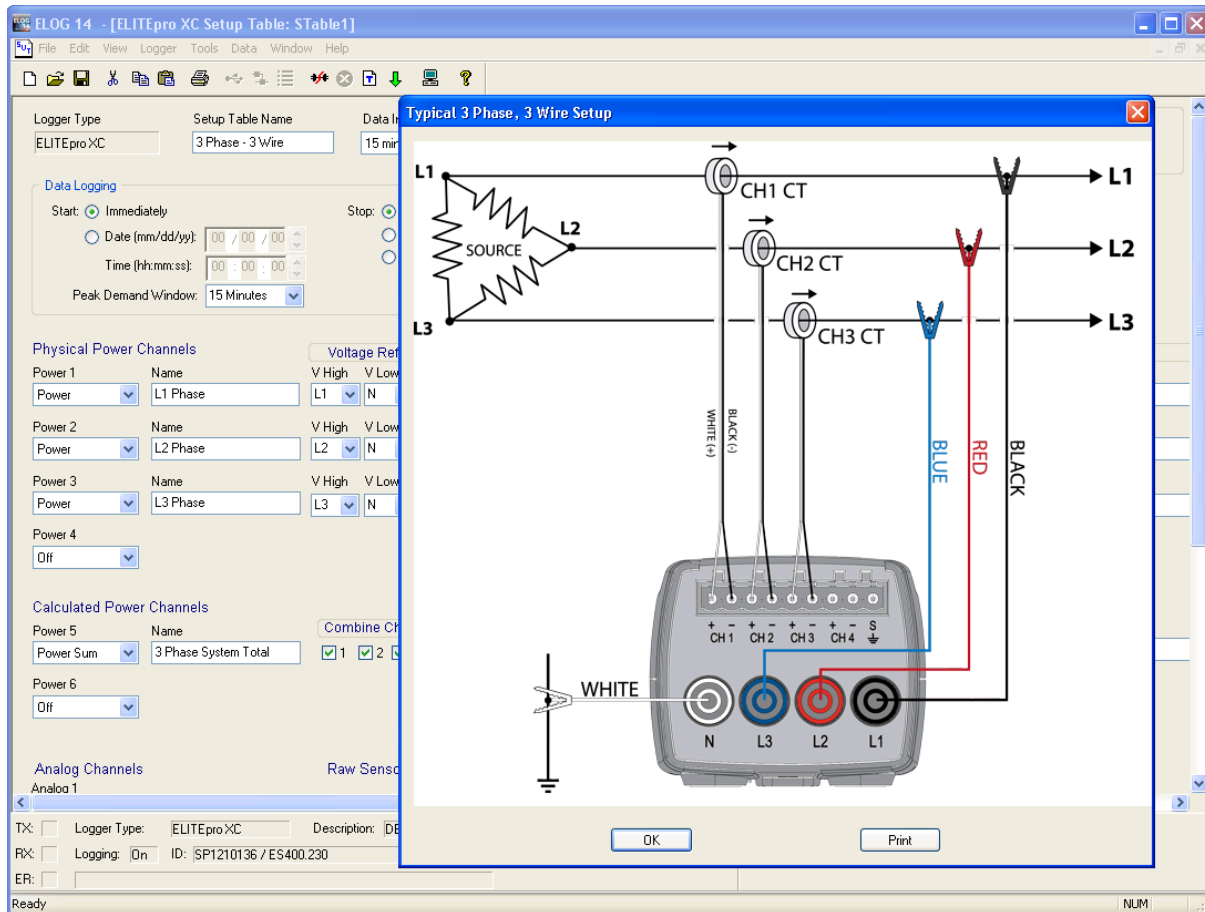 ELOG 14 - [ELITEpro XC Setup Table: STable1]
File Edit View Logger Tools Data Window Help
Logger Type
Setup Table Name
Data In
ELITEpro XC
3 Phase - 3 Wire
15 min
Data Logging
Start: Immediately
Stop:
Date (mm/dd/yy): 00 / 00 / 00
Time (hh:mm:ss): 00 : 00 : 00
Peak Demand Window: 15 Minutes
Physical Power Channels
Voltage Ref
Power 1 Name V High V Low
Power L1 Phase L1 N
Power 2 Name V High V Low
Power L2 Phase L2 N
Power 3 Name V High V Low
Power L3 Phase L3 N
Power 4
Off
Calculated Power Channels
Combine Ch
Power 5 Name
Power Sum 3 Phase System Total 1 2
Power 6
Off
Analog Channels
Raw Senso
Analog 1
Typical 3 Phase, 3 Wire Setup
L1
CH1 CT
L1
L2
SOURCE
CH2 CT
L2
L3
CH3 CT
L3
WHITE (+)
BLACK (-)
BLUE
RED
BLACK
+ - + - + - + - S
CH 1 CH 2 CH 3 CH 4
WHITE
N L3 L2 L1
OK
Print
TX: Logger Type: ELITEpro XC Description: DE
RX: Logging: On ID: SP1210136 / ES400.230
ER:
Ready
NUM